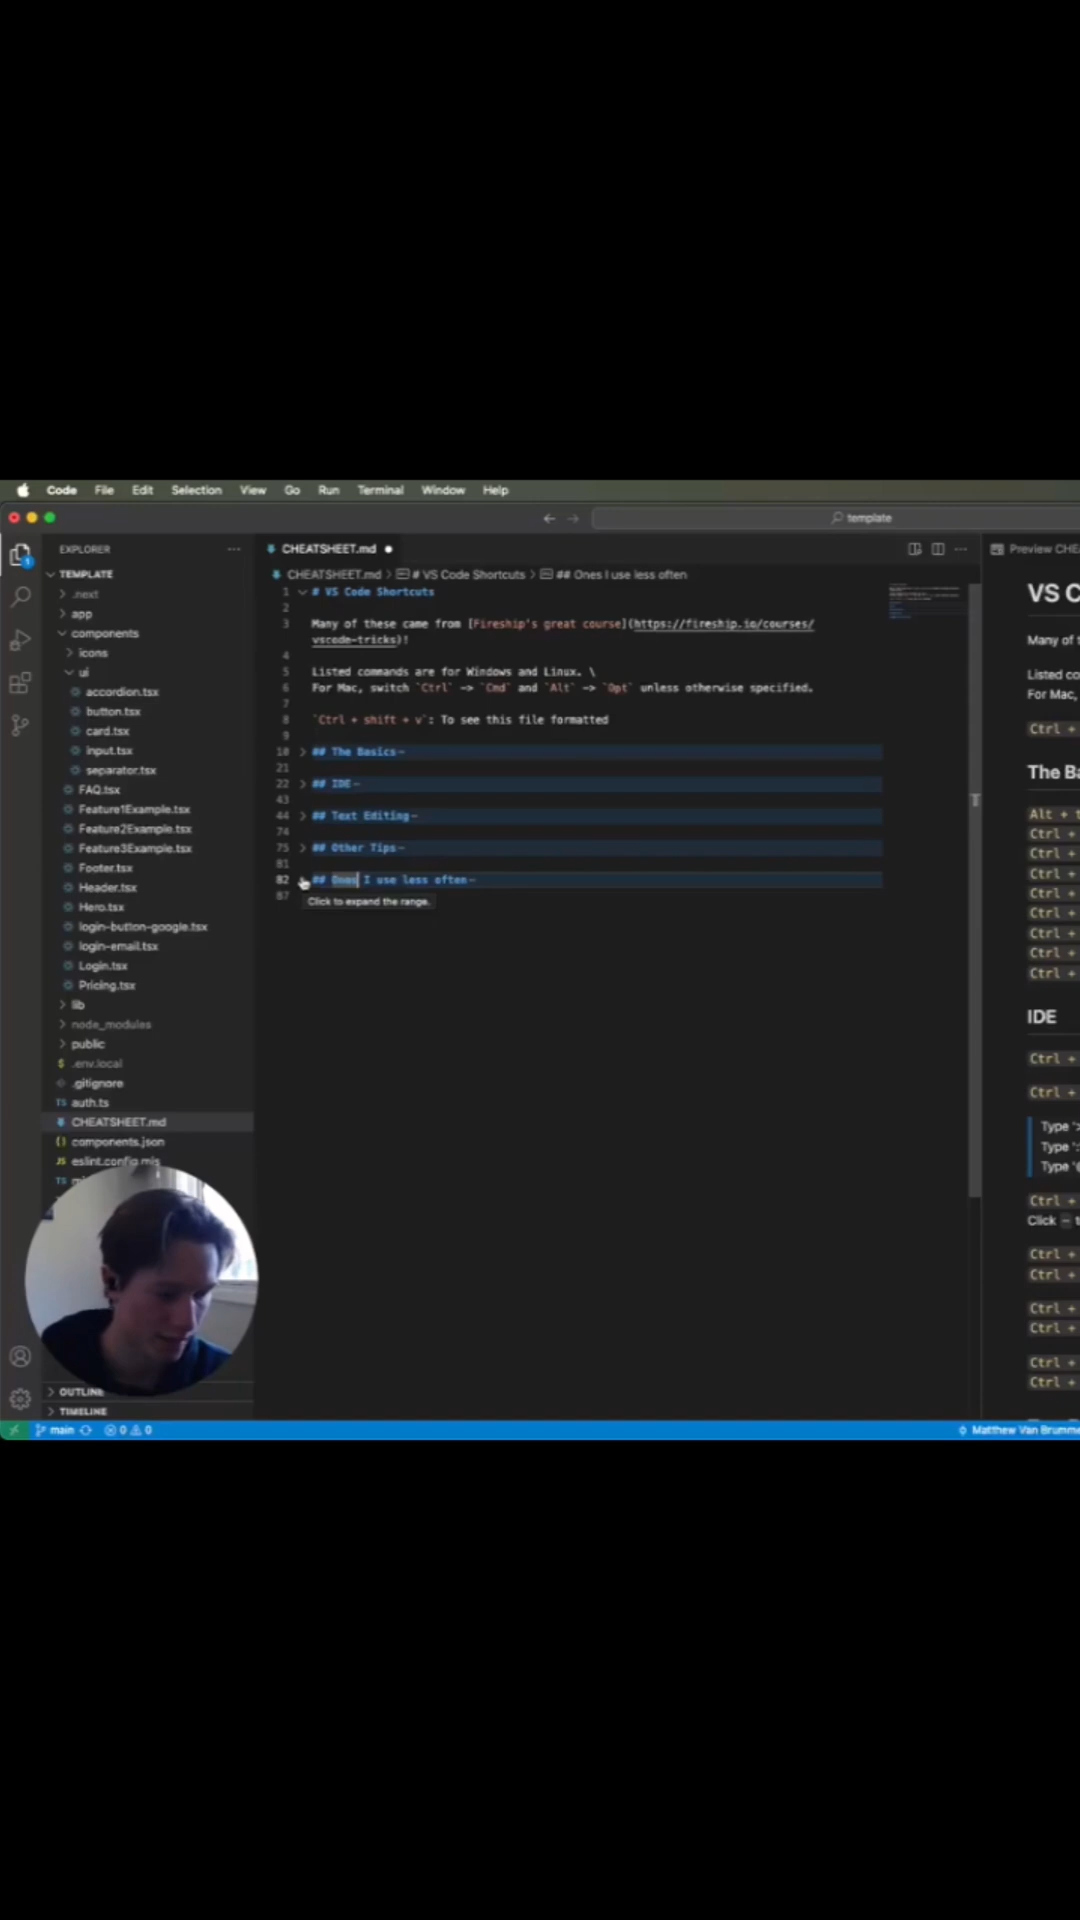 Code File Edit Selection View Go Run Terminal Window Help
template
EXPLORER
TEMPLATE
.next
app
components
icons
ui
accordion.tsx
button.tsx
card.tsx
input.tsx
separator.tsx
FAQ.tsx
Feature1Example.tsx
Feature2Example.tsx
Feature3Example.tsx
Footer.tsx
Header.tsx
Hero.tsx
login-button-google.tsx
login-email.tsx
Login.tsx
Pricing.tsx
lib
node_modules
public
$ .env.local
.gitignore
TS auth.ts
CHEATSHEET.md
{} components.json
JS eslint.config.mjs
TS
OUTLINE
TIMELINE
CHEATSHEET.md
CHEATSHEET.md > # VS Code Shortcuts > ## Ones I use less often
1 # VS Code Shortcuts
2
3 Many of these came from [Fireship's great course](https://fireship.io/courses/
vscode-tricks)!
4
5 Listed commands are for Windows and Linux. \
6 For Mac, switch `Ctrl` -> `Cmd` and `Alt` -> `Opt` unless otherwise specified.
7
8 `Ctrl + shift + v`: To see this file formatted
9
10 ## The Basics
21
22 ## IDE
43
44 ## Text Editing
74
75 ## Other Tips
81
82 ## Ones I use less often
87
Click to expand the range.
Preview CHE
VS C
Many of
Listed co
For Mac,
Ctrl +
The Ba
Alt +
Ctrl +
Ctrl +
Ctrl +
Ctrl +
Ctrl +
Ctrl +
Ctrl +
Ctrl +
IDE
Ctrl +
Ctrl +
Type '>
Type ':
Type '@
Ctrl +
Click
Ctrl +
Ctrl +
Ctrl +
Ctrl +
Ctrl +
Ctrl +
main 0 0
Matthew Van Brumme